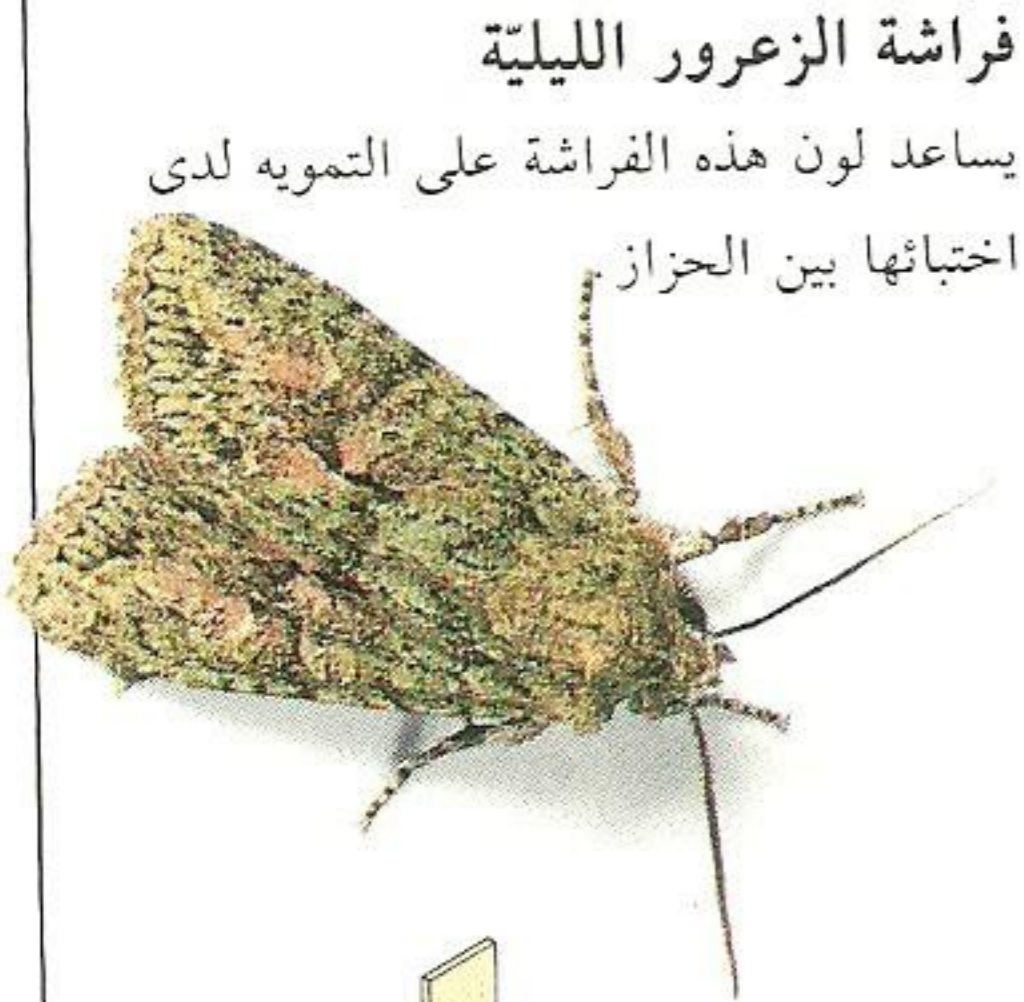 فراشة الزعرور الليليّة
يساعد لون هذه الفراشة على التمويه لدى
اختبائها بين الحزاز.